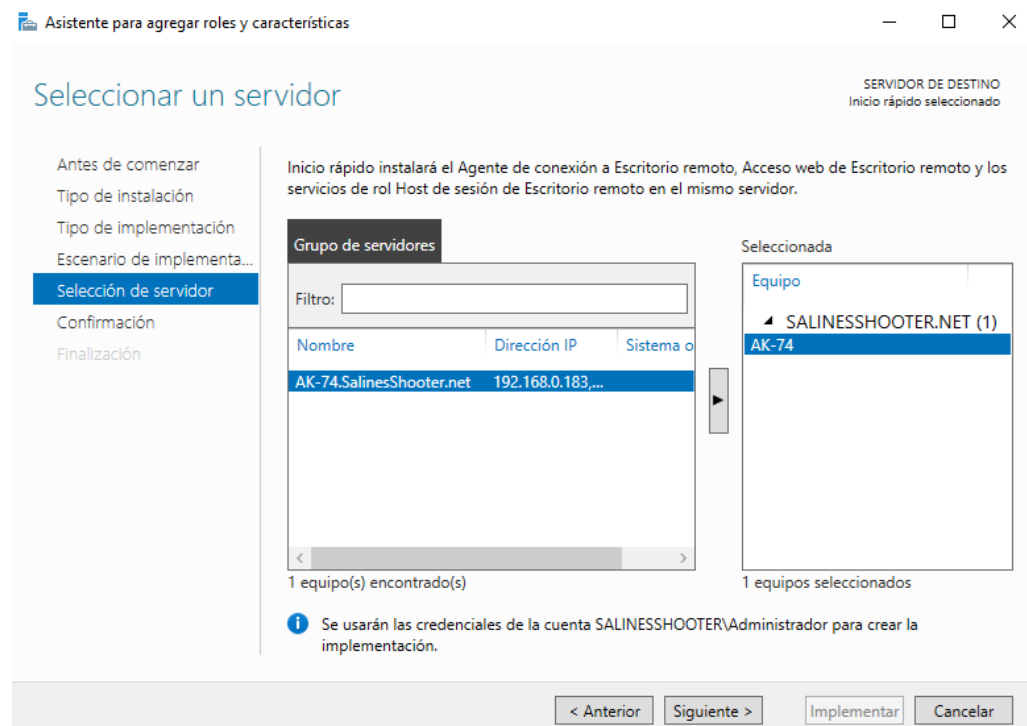 Asistente para agregar roles y características
Seleccionar un servidor
SERVIDOR DE DESTINO
Inicio rápido seleccionado
Antes de comenzar
Tipo de instalación
Tipo de implementación
Escenario de implementa...
Selección de servidor
Confirmación
Finalización
Inicio rápido instalará el Agente de conexión a Escritorio remoto, Acceso web de Escritorio remoto y los
servicios de rol Host de sesión de Escritorio remoto en el mismo servidor.
Grupo de servidores
Filtro:
Nombre Dirección IP Sistema o
AK-74.SalinesShooter.net 192.168.0.183,...
1 equipo(s) encontrado(s)
Seleccionada
Equipo
SALINESSHOOTER.NET (1)
AK-74
1 equipos seleccionados
Se usarán las credenciales de la cuenta SALINESSHOOTER\Administrador para crear la
implementación.
< Anterior Siguiente > Implementar Cancelar